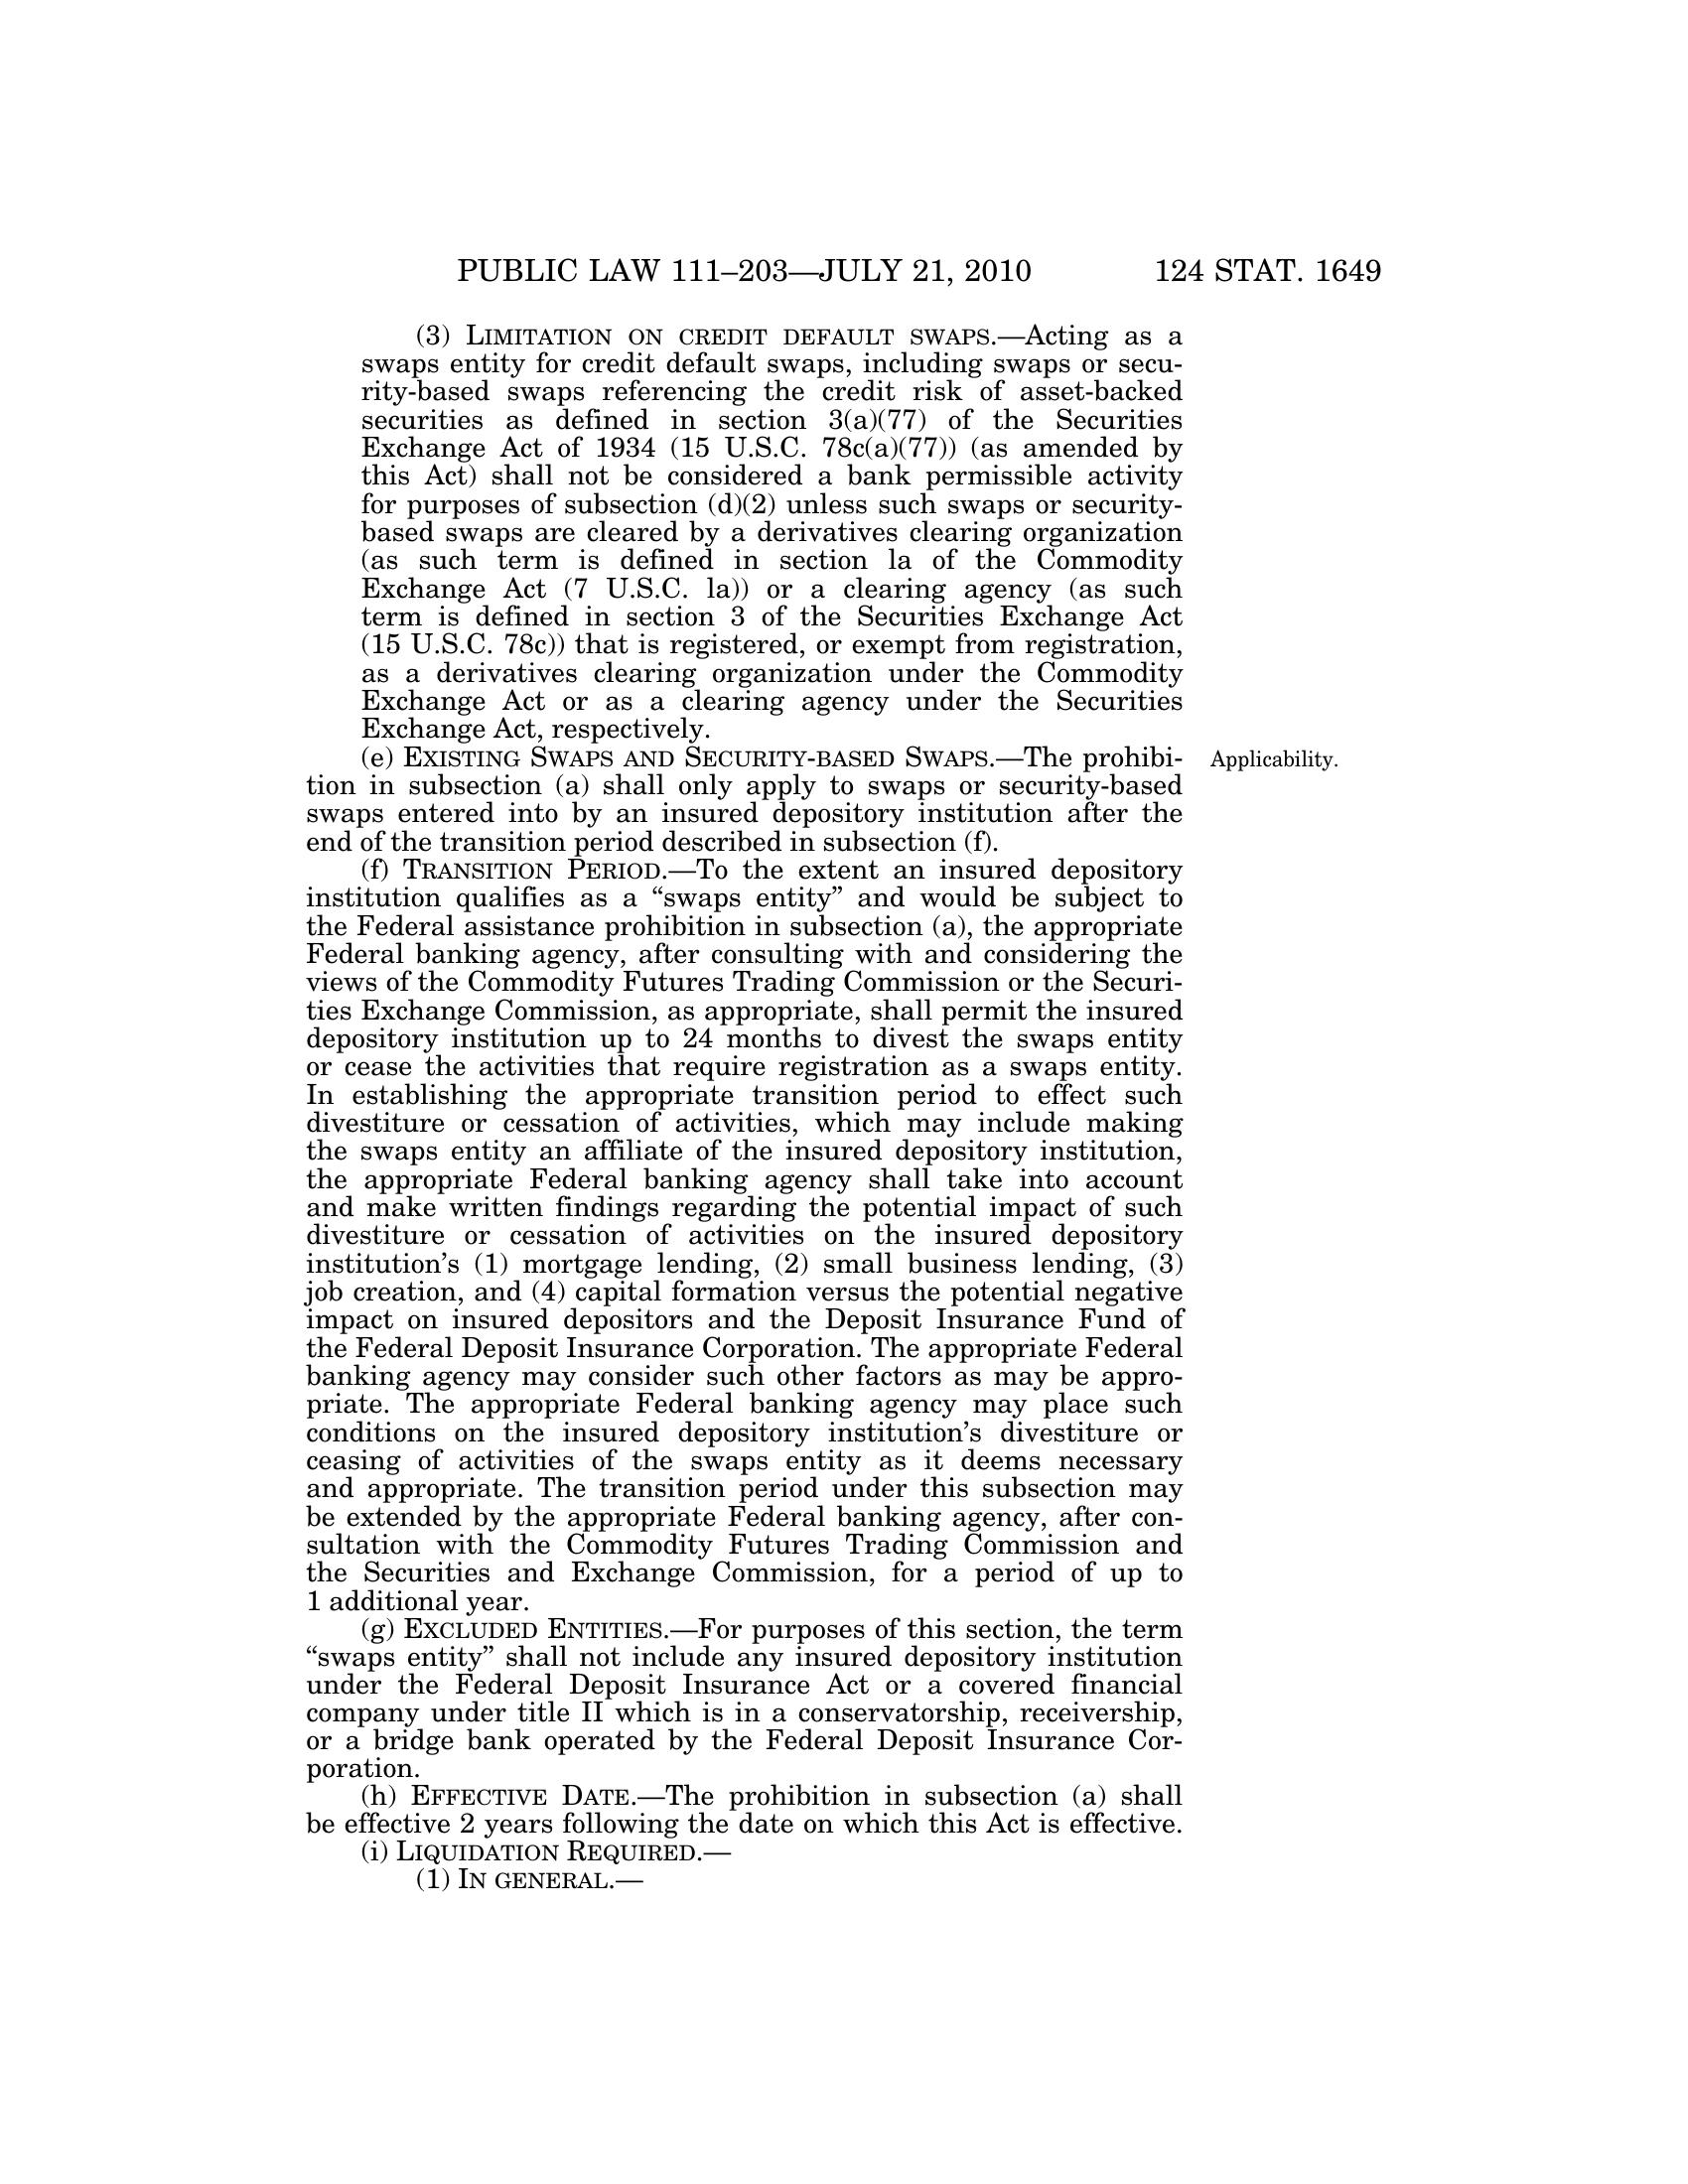 PUBLIC LAW 111–203—JULY 21, 2010 124 STAT. 1649
(3) LIMITATION ON CREDIT DEFAULT SWAPS.—Acting as a
swaps entity for credit default swaps, including swaps or secu-
rity-based swaps referencing the credit risk of asset-backed
securities as defined in section 3(a)(77) of the Securities
Exchange Act of 1934 (15 U.S.C. 78c(a)(77)) (as amended by
this Act) shall not be considered a bank permissible activity
for purposes of subsection (d)(2) unless such swaps or security-
based swaps are cleared by a derivatives clearing organization
(as such term is defined in section la of the Commodity
Exchange Act (7 U.S.C. la)) or a clearing agency (as such
term is defined in section 3 of the Securities Exchange Act
(15 U.S.C. 78c)) that is registered, or exempt from registration,
as a derivatives clearing organization under the Commodity
Exchange Act or as a clearing agency under the Securities
Exchange Act, respectively.
(e) EXISTING SWAPS AND SECURITY-BASED SWAPS.—The prohibi-
tion in subsection (a) shall only apply to swaps or security-based
swaps entered into by an insured depository institution after the
end of the transition period described in subsection (f).
Applicability.
(f) TRANSITION PERIOD.—To the extent an insured depository
institution qualifies as a “swaps entity” and would be subject to
the Federal assistance prohibition in subsection (a), the appropriate
Federal banking agency, after consulting with and considering the
views of the Commodity Futures Trading Commission or the Securi-
ties Exchange Commission, as appropriate, shall permit the insured
depository institution up to 24 months to divest the swaps entity
or cease the activities that require registration as a swaps entity.
In establishing the appropriate transition period to effect such
divestiture or cessation of activities, which may include making
the swaps entity an affiliate of the insured depository institution,
the appropriate Federal banking agency shall take into account
and make written findings regarding the potential impact of such
divestiture or cessation of activities on the insured depository
institution’s (1) mortgage lending, (2) small business lending, (3)
job creation, and (4) capital formation versus the potential negative
impact on insured depositors and the Deposit Insurance Fund of
the Federal Deposit Insurance Corporation. The appropriate Federal
banking agency may consider such other factors as may be appro-
priate. The appropriate Federal banking agency may place such
conditions on the insured depository institution’s divestiture or
ceasing of activities of the swaps entity as it deems necessary
and appropriate. The transition period under this subsection may
be extended by the appropriate Federal banking agency, after con-
sultation with the Commodity Futures Trading Commission and
the Securities and Exchange Commission, for a period of up to
1 additional year.
(g) EXCLUDED ENTITIES.—For purposes of this section, the term
“swaps entity” shall not include any insured depository institution
under the Federal Deposit Insurance Act or a covered financial
company under title II which is in a conservatorship, receivership,
or a bridge bank operated by the Federal Deposit Insurance Cor-
poration.
(h) EFFECTIVE DATE.—The prohibition in subsection (a) shall
be effective 2 years following the date on which this Act is effective.
(i) LIQUIDATION REQUIRED.—
(1) IN GENERAL.—